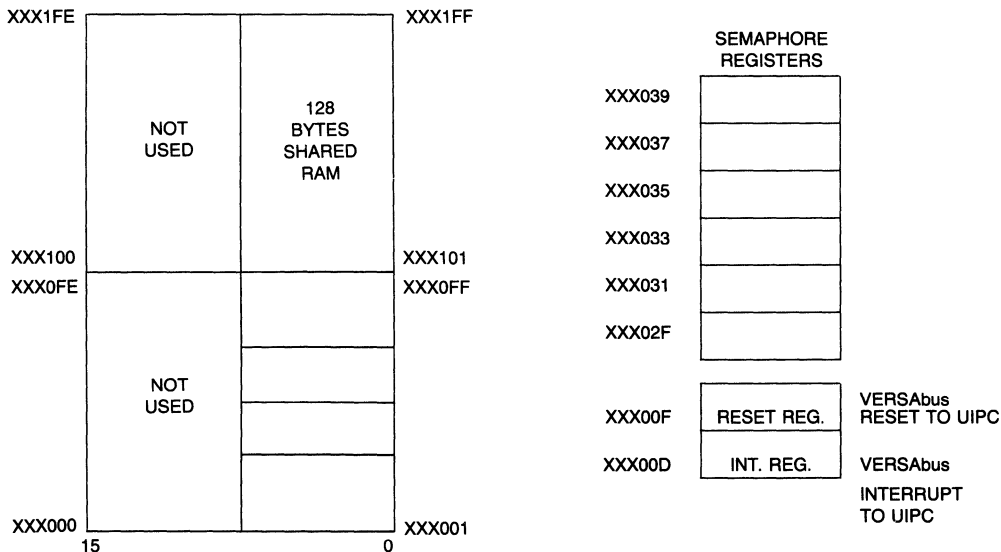 XXX1FE
XXX1FF
NOT
USED
128
BYTES
SHARED
RAM
XXX100
XXX101
XXX0FE
XXX0FF
NOT
USED
XXX000
XXX001
15
0
SEMAPHORE
REGISTERS
XXX039
XXX037
XXX035
XXX033
XXX031
XXX02F
XXX00F
RESET REG.
VERSAbus
RESET TO UIPC
XXX00D
INT. REG.
VERSAbus
INTERRUPT
TO UIPC